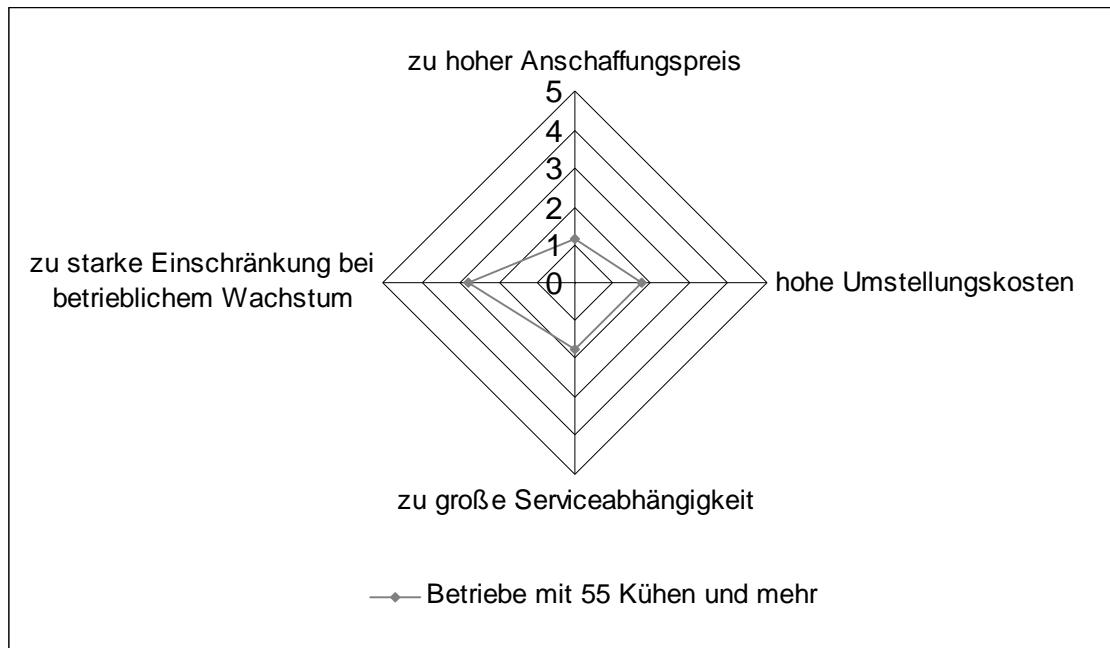 zu hoher Anschaffungspreis
5
4
3
2
1
0
zu starke Einschränkung bei
betrieblichem Wachstum
hohe Umstellungskosten
zu große Serviceabhängigkeit
Betriebe mit 55 Kühen und mehr